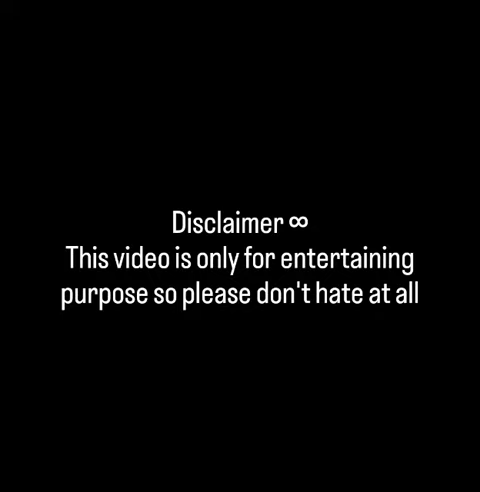 Disclaimer ∞
This video is only for entertaining
purpose so please don't hate at all